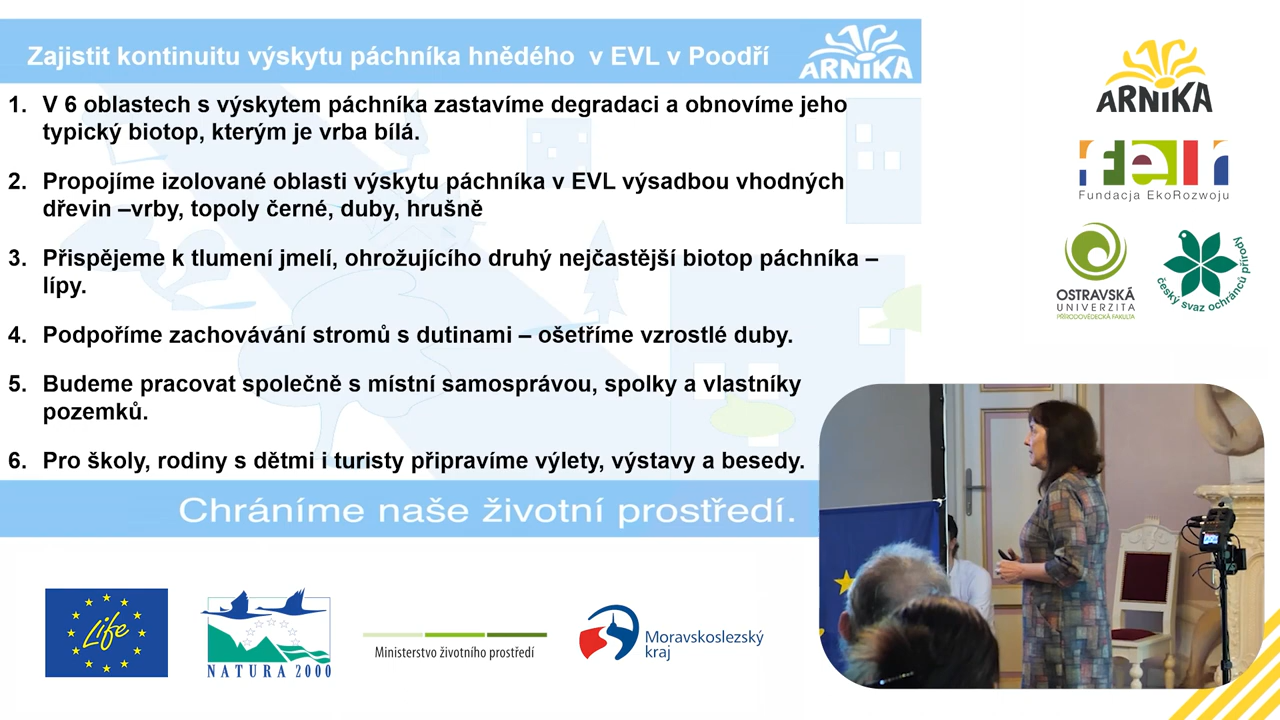 Zajistit kontinuitu výskytu páchníka hnědého v EVL v Poodří
ARNIKA
1. V 6 oblastech s výskytem páchníka zastavíme degradaci a obnovíme jeho
typický biotop, kterým je vrba bílá.
2. Propojíme izolované oblasti výskytu páchníka v EVL výsadbou vhodných
dřevin –vrby, topoly černé, duby, hrušně
3. Přispějeme k tlumení jmelí, ohrožujícího druhý nejčastější biotop páchníka –
lípy.
4. Podpoříme zachovávání stromů s dutinami – ošetříme vzrostlé duby.
5. Budeme pracovat společně s místní samosprávou, spolky a vlastníky
pozemků.
6. Pro školy, rodiny s dětmi i turisty připravíme výlety, výstavy a besedy.
Chráníme naše životní prostředí.
ARNIKA
feri
Fundacja EkoRozwoju
OSTRAVSKÁ
UNIVERZITA
PŘÍRODOVĚDECKÁ FAKULTA
český svaz ochránců přírody
Life
NATURA 2000
Ministerstvo životního prostředí
Moravskoslezský
kraj